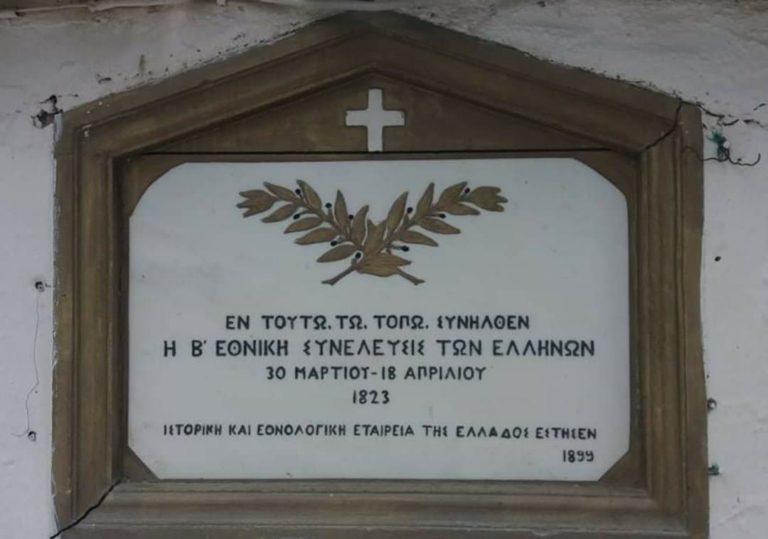 ΕΝ ΤΟΥΤΩ. ΤΩ. ΤΟΠΩ. ΣΥΝΗΛΘΕΝ
Η Β' ΕΘΝΙΚΗ ΣΥΝΕΛΕΥΣΙΣ ΤΩΝ ΕΛΛΗΝΩΝ
30 ΜΑΡΤΙΟΥ-18 ΑΠΡΙΛΙΟΥ
1823
ΙΣΤΟΡΙΚΗ ΚΑΙ ΕΘΝΟΛΟΓΙΚΗ ΕΤΑΙΡΕΙΑ ΤΗΣ ΕΛΛΑΔΟΣ ΕΣΤΗΣΕΝ
1899